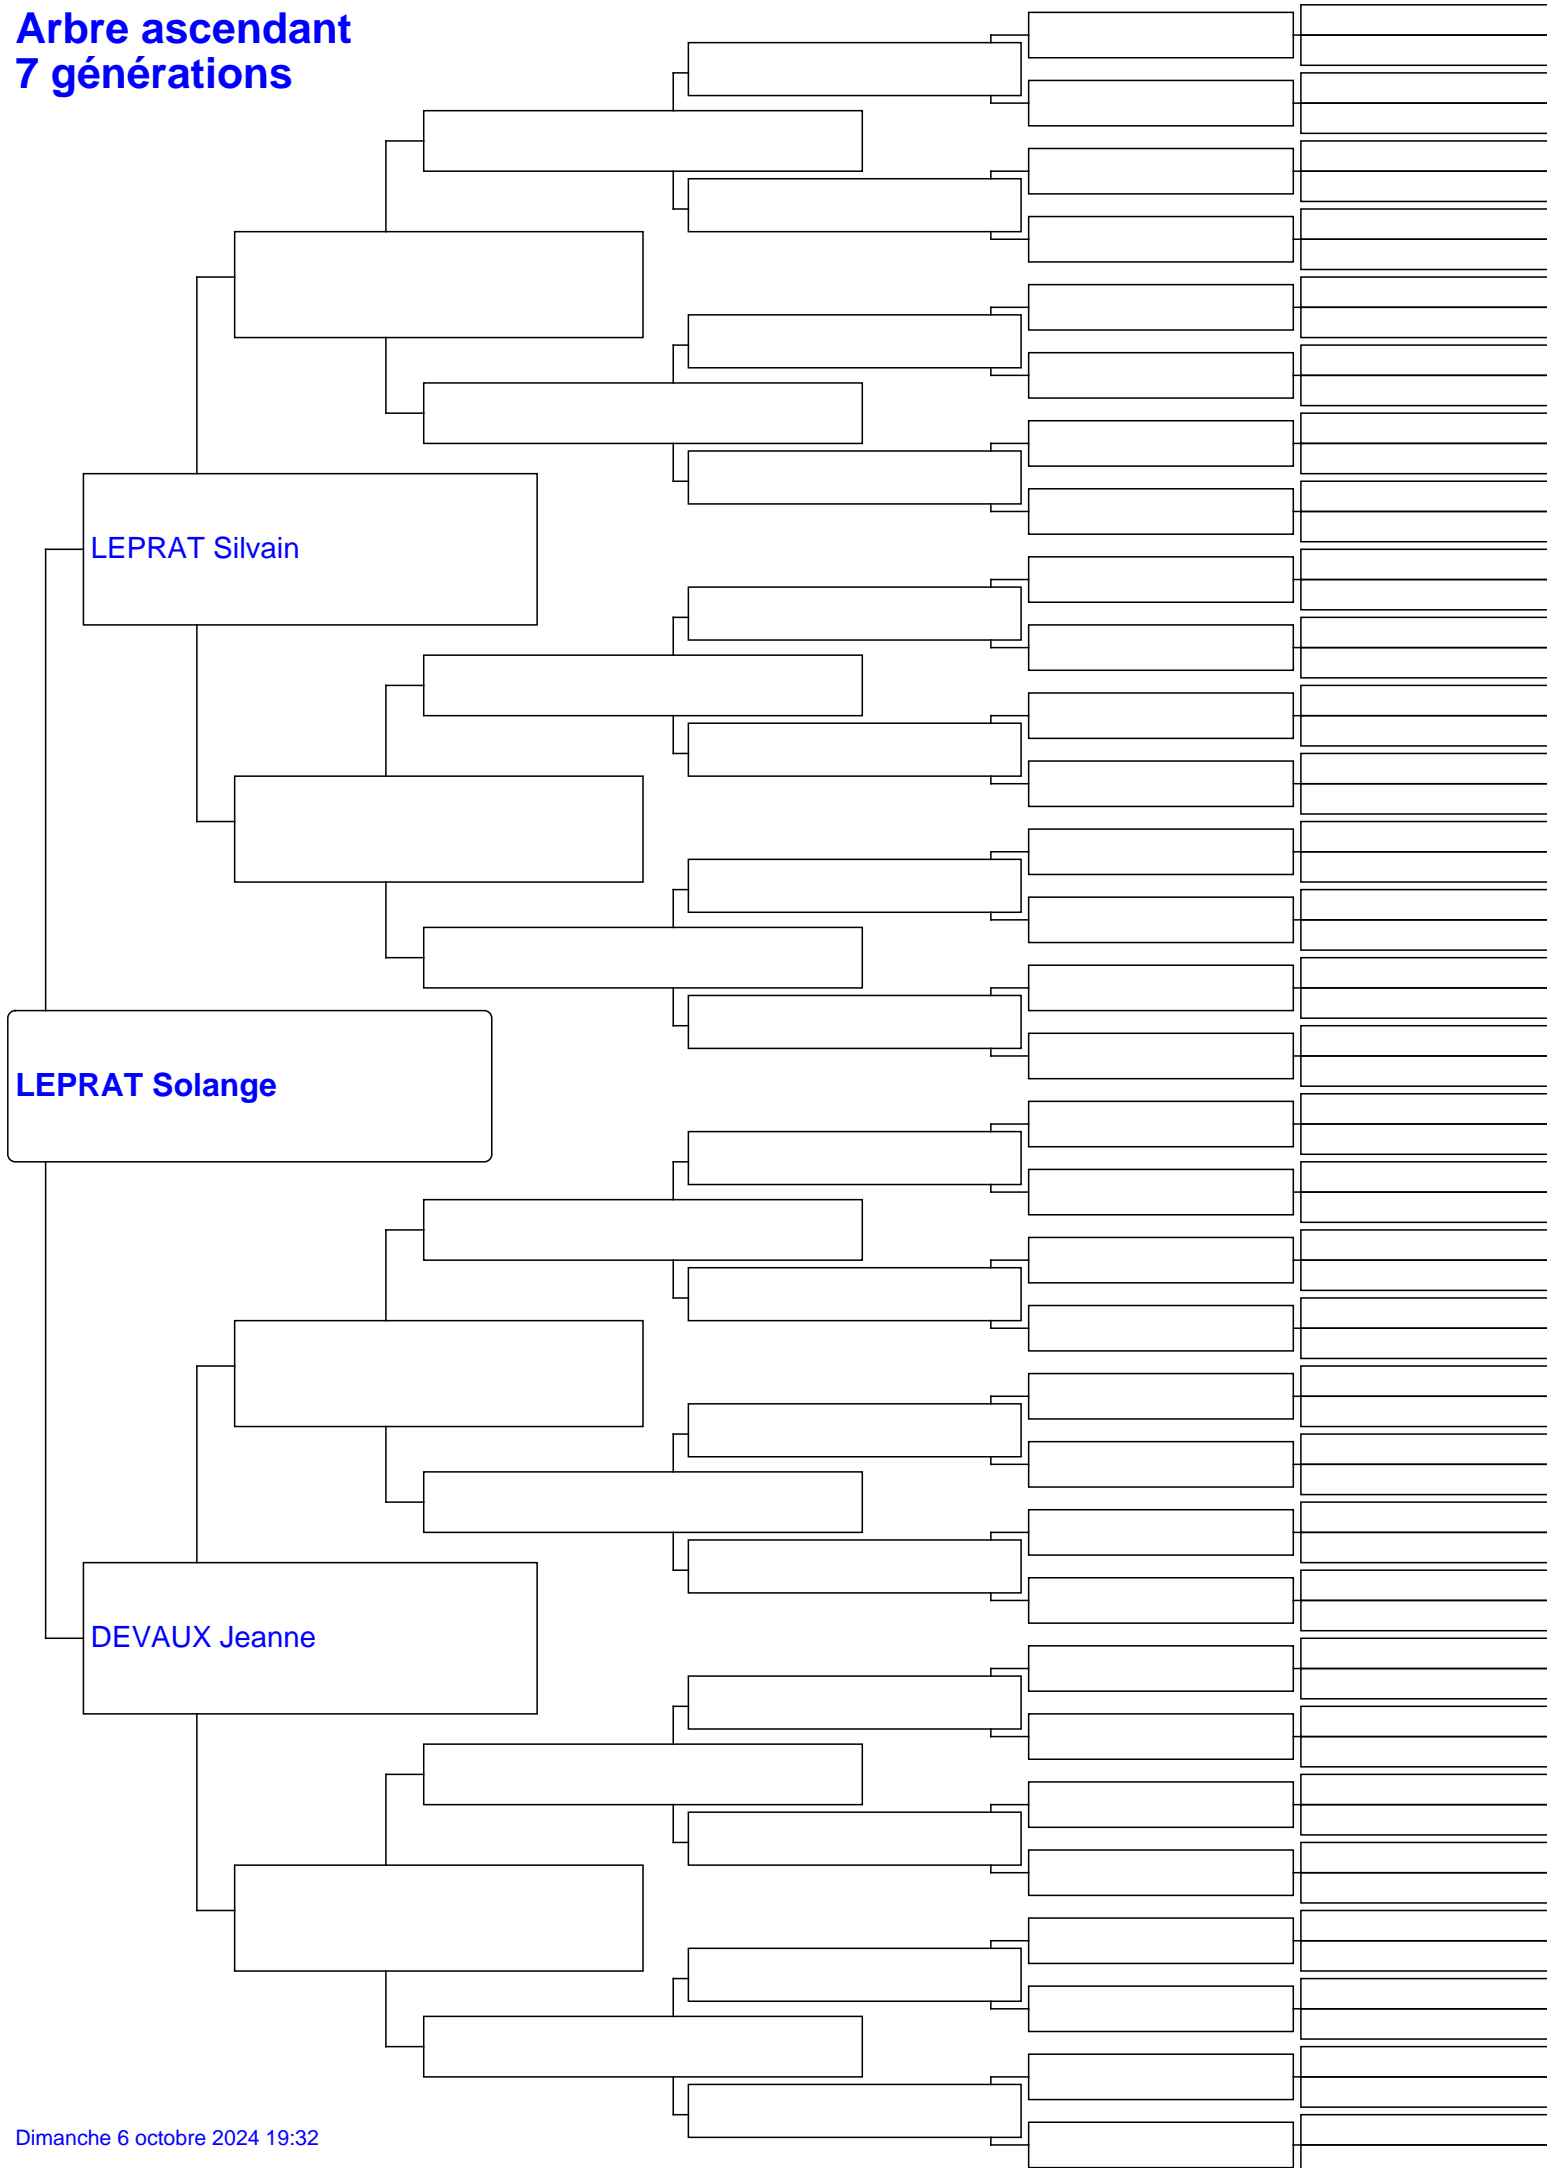 Arbre ascendant
7 générations
LEPRAT Silvain
LEPRAT Solange
DEVAUX Jeanne
Dimanche 6 octobre 2024 19:32